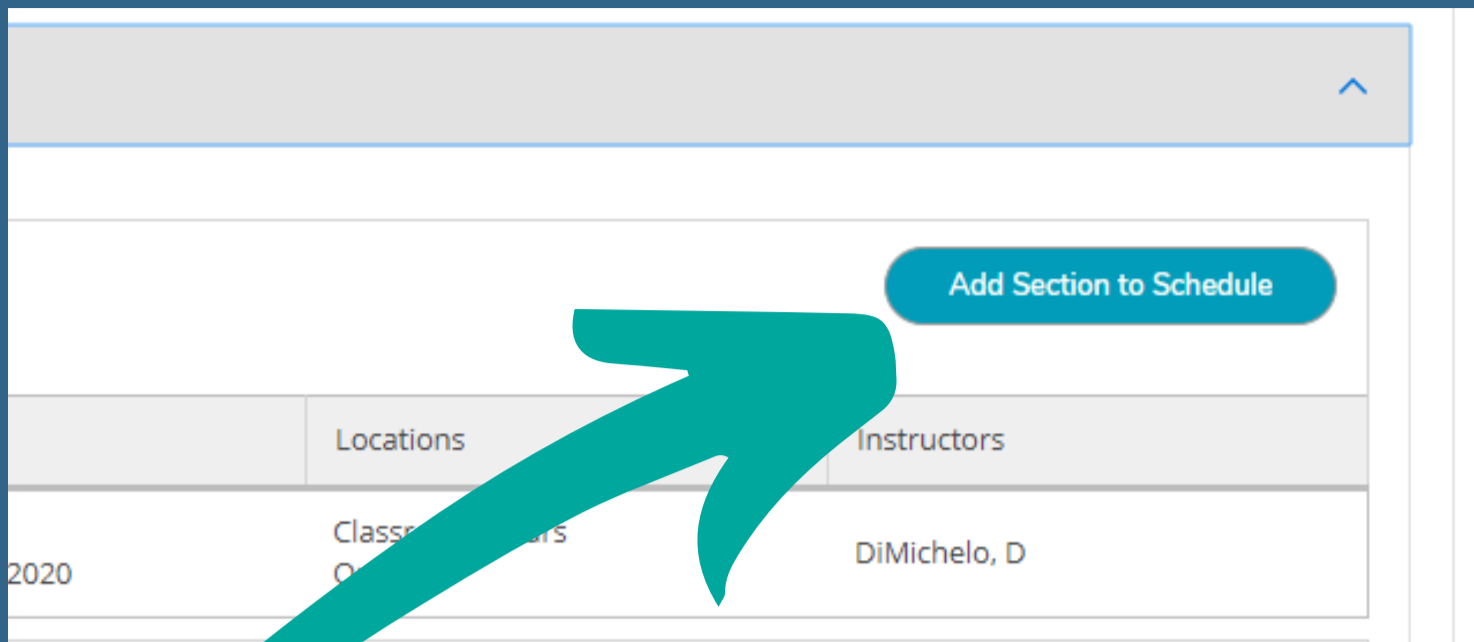 Add Section to Schedule
Locations
Instructors
2020
DiMichelo, D